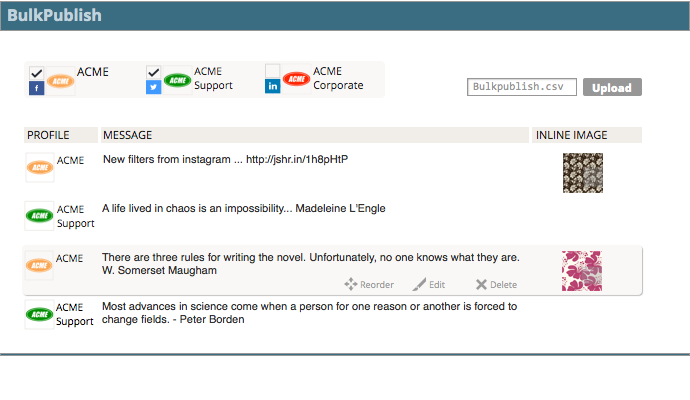 BulkPublish
ACME ACME
ACME ACME
Support
ACME ACME
Corporate
f
in
Bulkpublish.csv Upload
PROFILE MESSAGE INLINE IMAGE
ACME ACME New filters from instagram ... http://jshr.in/1h8pHtP
ACME ACME
Support
A life lived in chaos is an impossibility... Madeleine L'Engle
ACME ACME There are three rules for writing the novel. Unfortunately, no one knows what they are.
W. Somerset Maugham
Reorder Edit Delete
ACME ACME
Support
Most advances in science come when a person for one reason or another is forced to
change fields. - Peter Borden